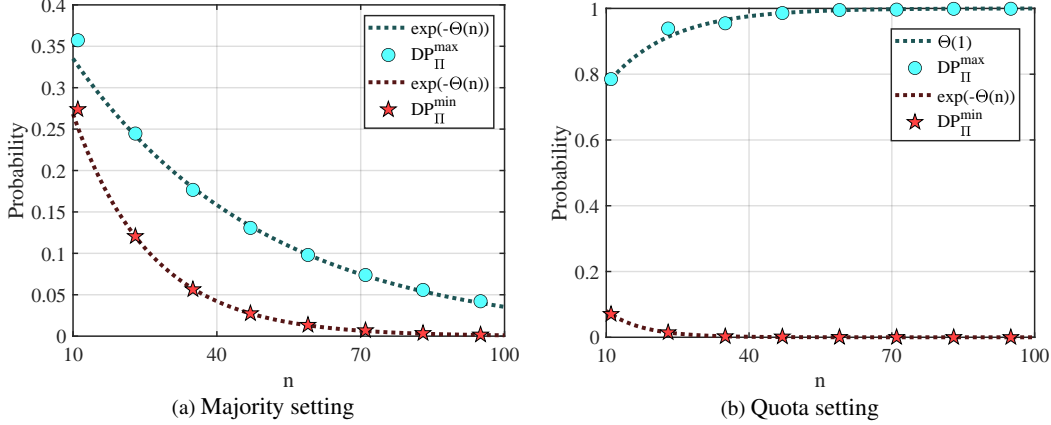 0.4
0.35
0.3
0.25
0.2
0.15
0.1
0.05
0
Probability
10 40 70 100
n
exp(-Θ(n))
DP_Π^max
exp(-Θ(n))
DP_Π^min
(a) Majority setting
1
0.8
0.6
0.4
0.2
0
Probability
10 40 70 100
n
Θ(1)
DP_Π^max
exp(-Θ(n))
DP_Π^min
(b) Quota setting